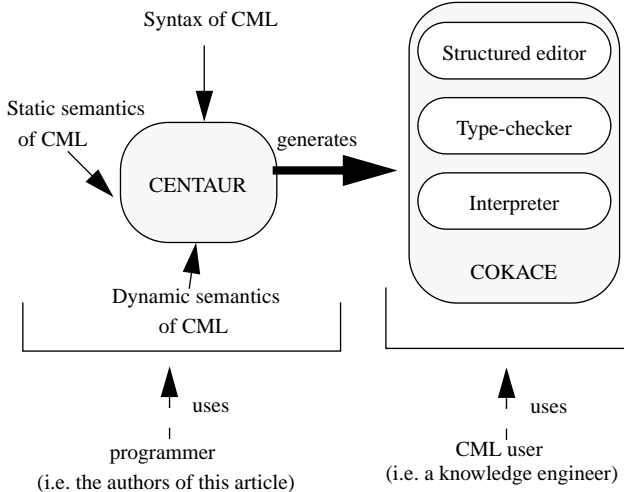 Syntax of CML
Static semantics
of CML
CENTAUR
Dynamic semantics
of CML
generates
Structured editor
Type-checker
Interpreter
COKACE
uses
programmer
(i.e. the authors of this article)
uses
CML user
(i.e. a knowledge engineer)